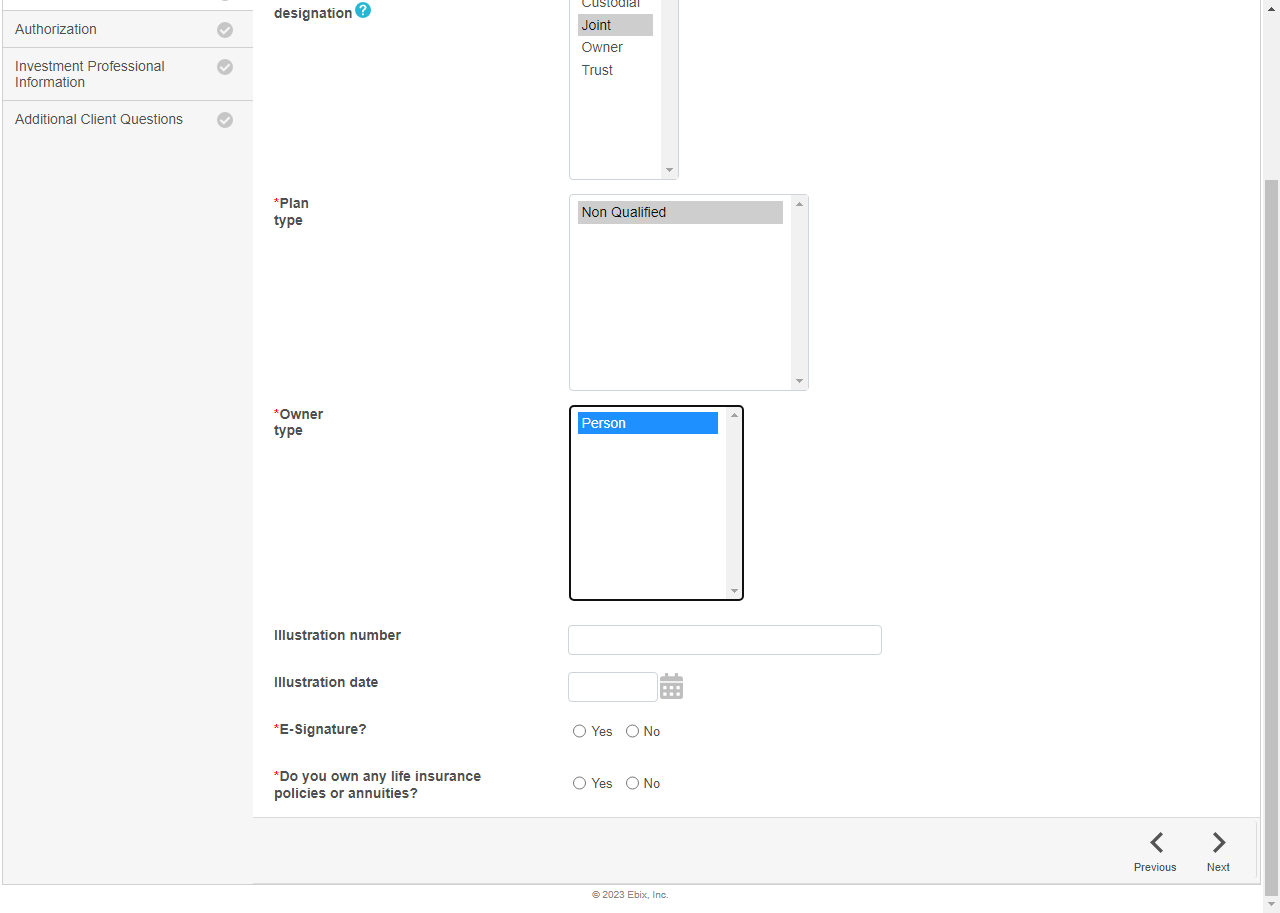 Custodial
designation ?
Authorization
Joint
Owner
Investment Professional
Information
Trust
Additional Client Questions
*Plan
type
Non Qualified
*Owner
type
Person
Illustration number
Illustration date
*E-Signature?
Yes No
*Do you own any life insurance
policies or annuities?
Yes No
Previous Next
© 2023 Ebix, Inc.